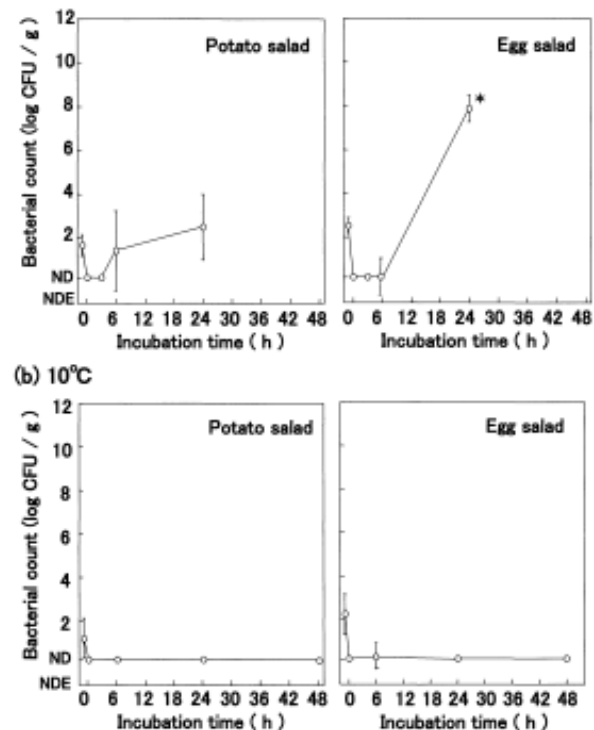 12
10
8
6
4
2
ND
NDE
Bacterial count (log CFU / g)
Potato salad
0 6 12 18 24 30 36 42 48
Incubation time ( h )
Egg salad
*
0 6 12 18 24 30 36 42 48
Incubation time ( h )
(b) 10°C
12
10
8
6
4
2
ND
NDE
Bacterial count (log CFU / g)
Potato salad
0 6 12 18 24 30 36 42 48
Incubation time ( h )
Egg salad
0 6 12 18 24 30 36 42 48
Incubation time ( h )